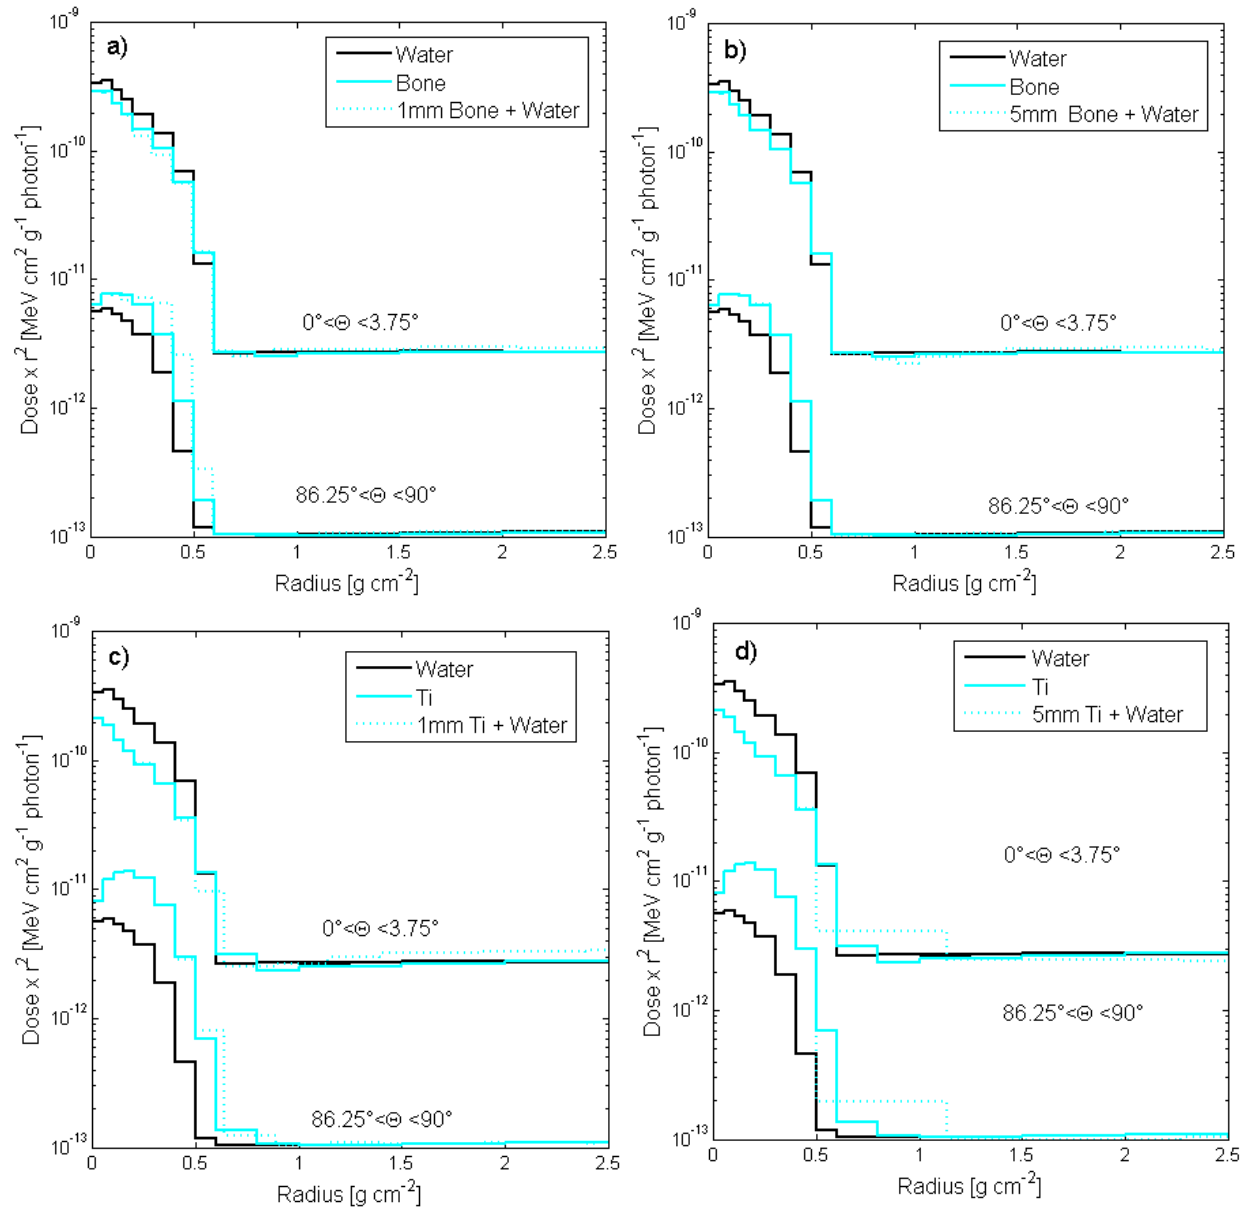 a)
10⁻⁹
10⁻¹⁰
10⁻¹¹
10⁻¹²
10⁻¹³
Dose x r² [MeV cm² g⁻¹ photon⁻¹]
Water
Bone
1mm Bone + Water
0°<Θ <3.75°
86.25°<Θ <90°
0 0.5 1 1.5 2 2.5
Radius [g cm⁻²]
b)
10⁻⁹
10⁻¹⁰
10⁻¹¹
10⁻¹²
10⁻¹³
Dose x r² [MeV cm² g⁻¹ photon⁻¹]
Water
Bone
5mm Bone + Water
0°<Θ <3.75°
86.25°<Θ <90°
0 0.5 1 1.5 2 2.5
Radius [g cm⁻²]
c)
10⁻⁹
10⁻¹⁰
10⁻¹¹
10⁻¹²
10⁻¹³
Dose x r² [MeV cm² g⁻¹ photon⁻¹]
Water
Ti
1mm Ti + Water
0°<Θ <3.75°
86.25°<Θ <90°
0 0.5 1 1.5 2 2.5
Radius [g cm⁻²]
d)
10⁻⁹
10⁻¹⁰
10⁻¹¹
10⁻¹²
10⁻¹³
Dose x r² [MeV cm² g⁻¹ photon⁻¹]
Water
Ti
5mm Ti + Water
0°<Θ <3.75°
86.25°<Θ <90°
0 0.5 1 1.5 2 2.5
Radius [g cm⁻²]